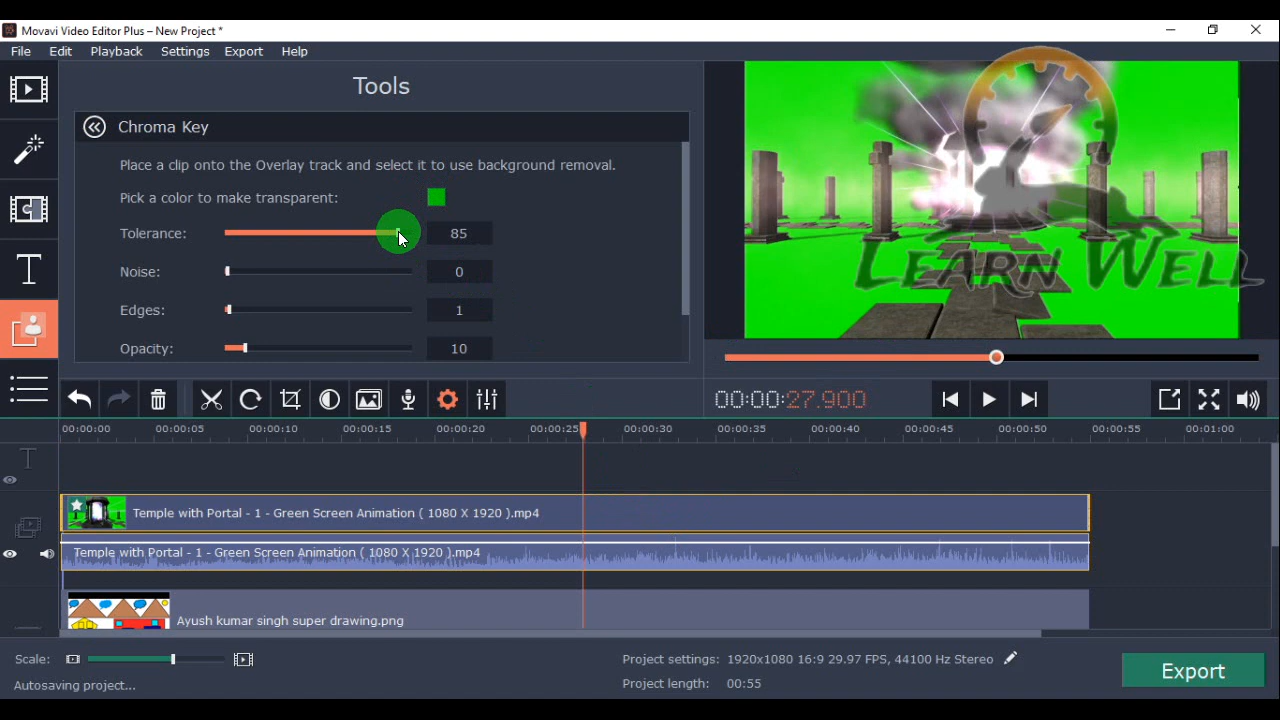 Movavi Video Editor Plus – New Project *
File Edit Playback Settings Export Help
Tools
Chroma Key
Place a clip onto the Overlay track and select it to use background removal.
Pick a color to make transparent:
Tolerance: 85
Noise: 0
Edges: 1
Opacity: 10
LEARN WELL
00:00:27.900
00:00:00 00:00:05 00:00:10 00:00:15 00:00:20 00:00:25 00:00:30 00:00:35 00:00:40 00:00:45 00:00:50 00:00:55 00:01:00
Temple with Portal - 1 - Green Screen Animation ( 1080 X 1920 ).mp4
Temple with Portal - 1 - Green Screen Animation ( 1080 X 1920 ).mp4
Ayush kumar singh super drawing.png
Scale:
Project settings: 1920x1080 16:9 29.97 FPS, 44100 Hz Stereo
Export
Autosaving project...
Project length: 00:55